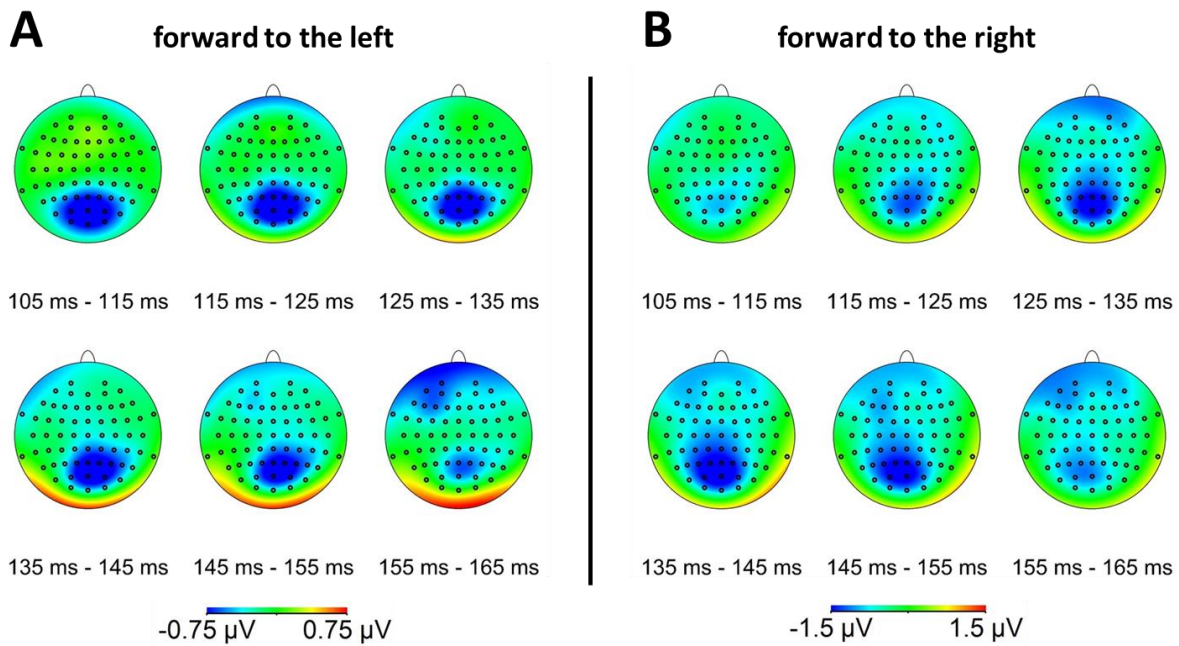 A forward to the left
105 ms - 115 ms 115 ms - 125 ms 125 ms - 135 ms
135 ms - 145 ms 145 ms - 155 ms 155 ms - 165 ms
-0.75 µV 0.75 µV
B forward to the right
105 ms - 115 ms 115 ms - 125 ms 125 ms - 135 ms
135 ms - 145 ms 145 ms - 155 ms 155 ms - 165 ms
-1.5 µV 1.5 µV